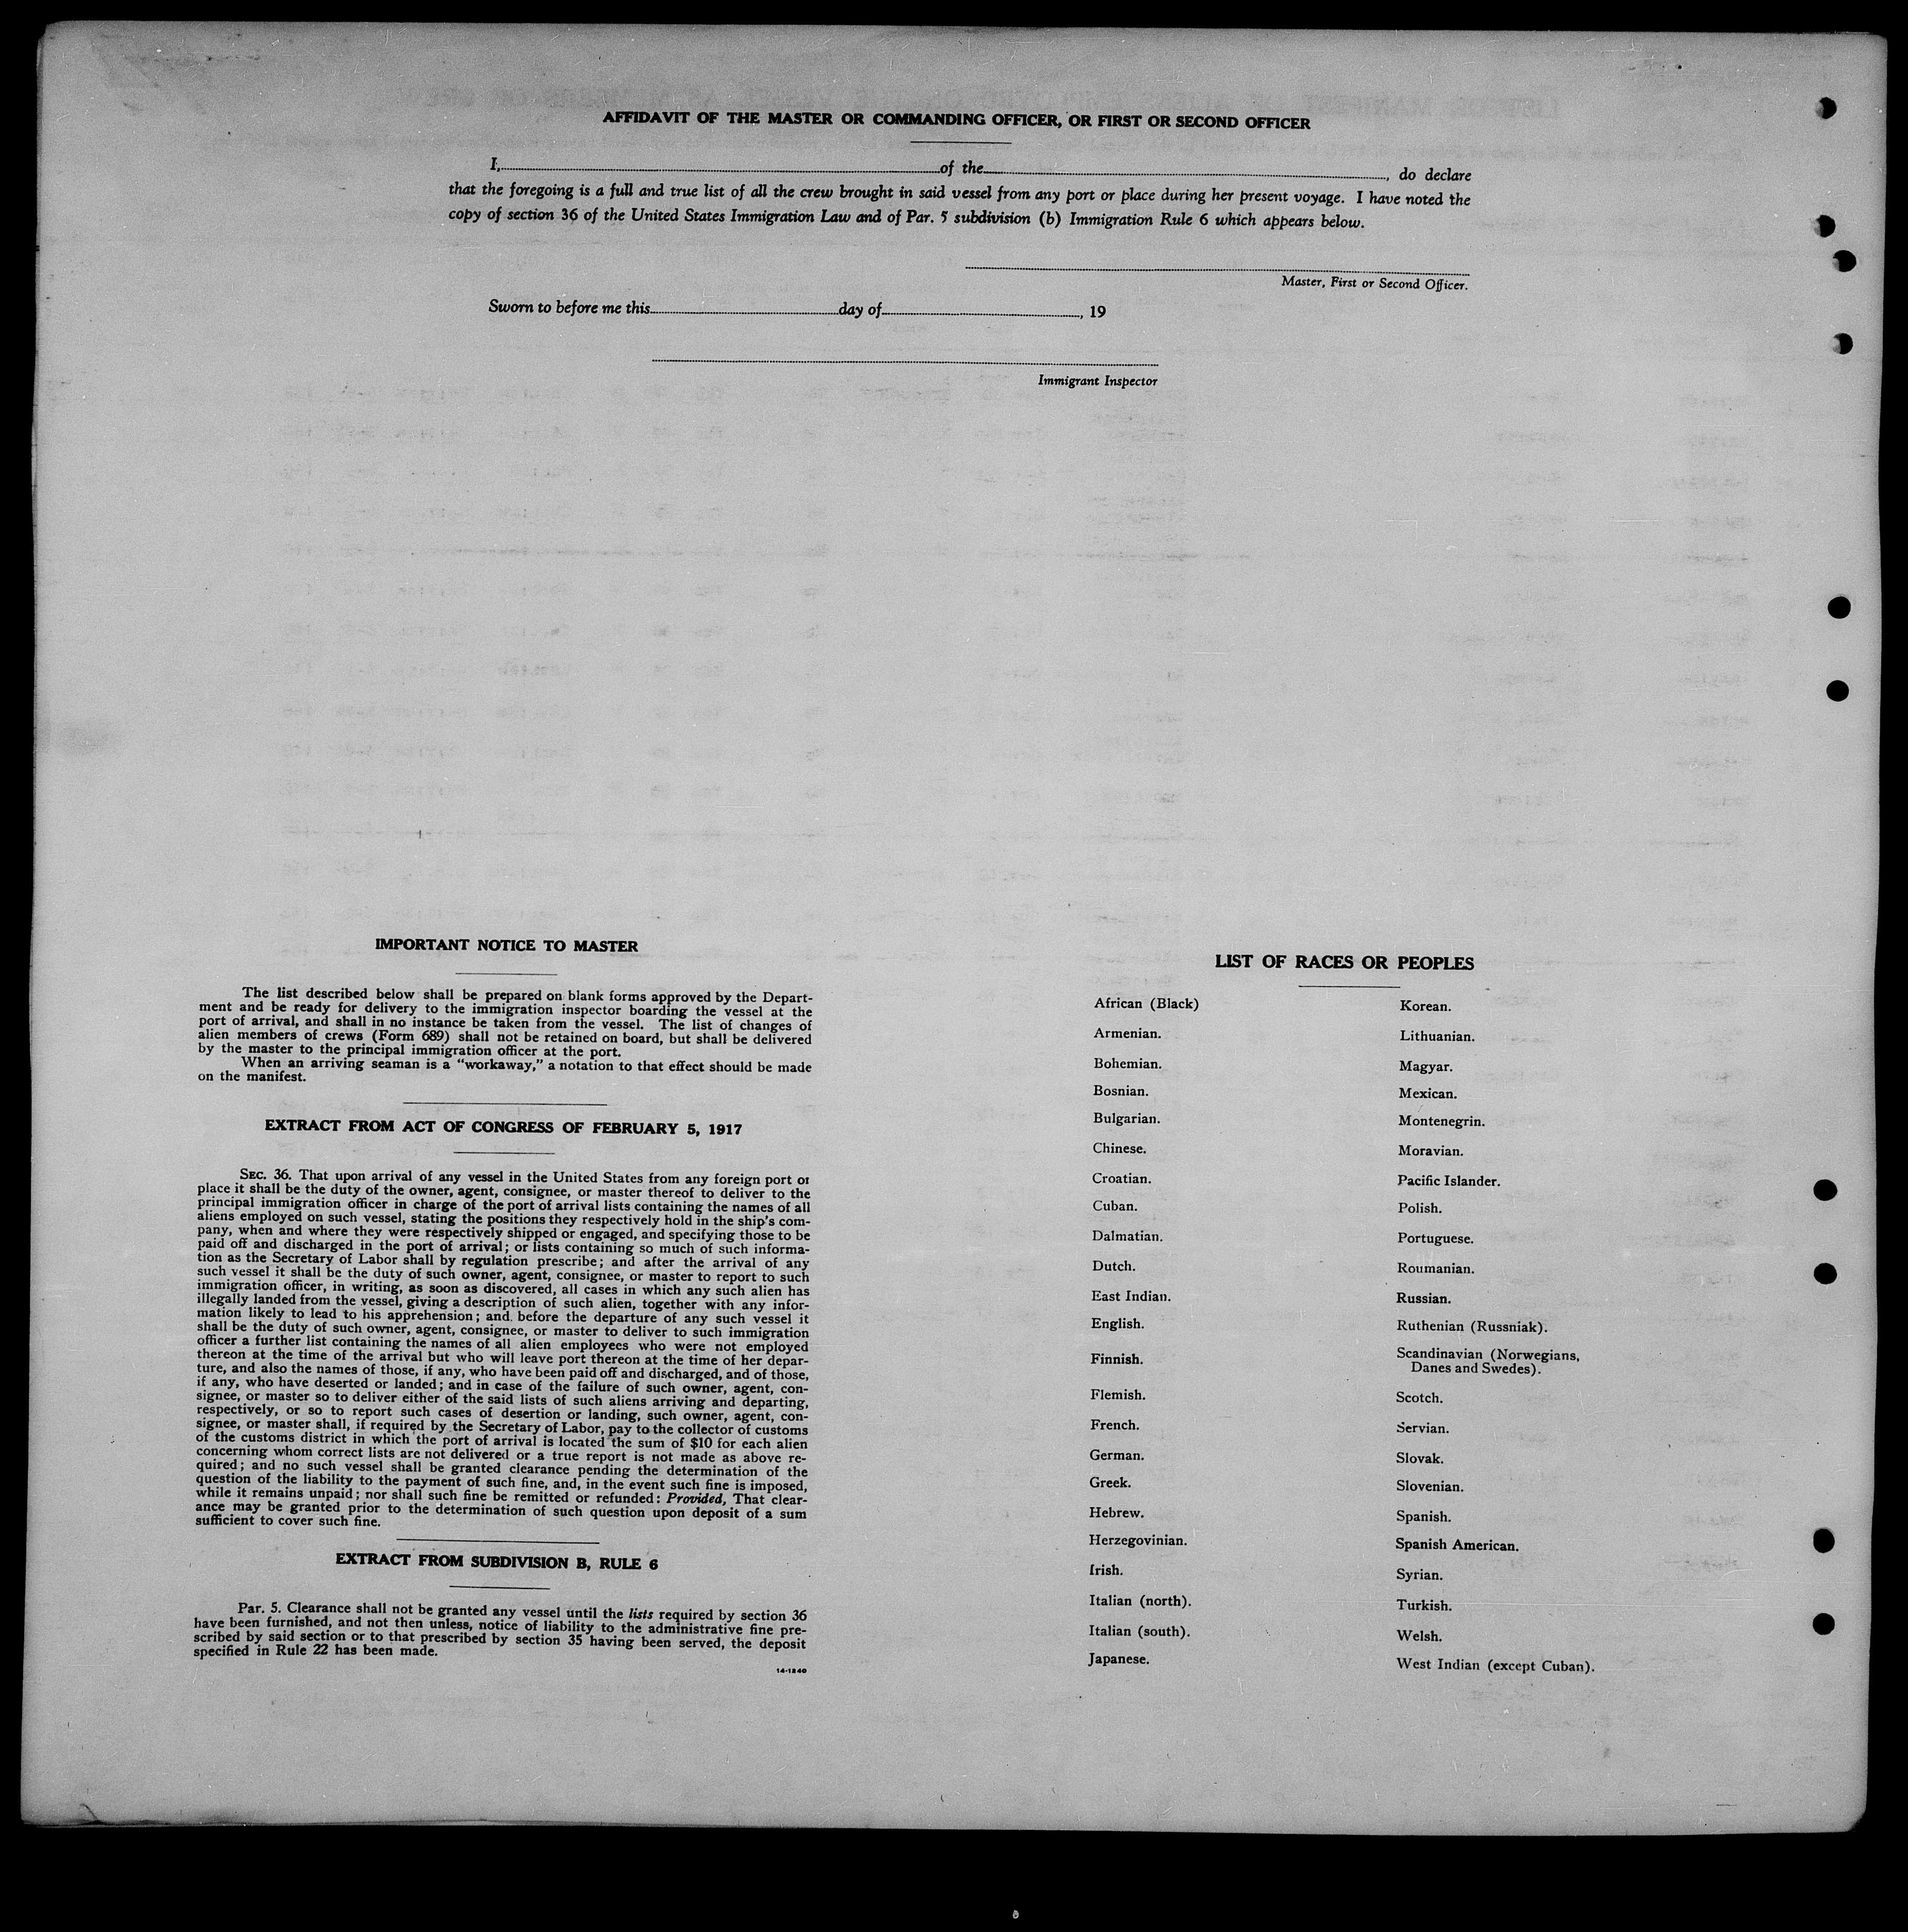 AFFIDAVIT OF THE MASTER OR COMMANDING OFFICER, OR FIRST OR SECOND OFFICER
I, of the , do declare
that the foregoing is a full and true list of all the crew brought in said vessel from any port or place during her present voyage. I have noted the
copy of section 36 of the United States Immigration Law and of Par. 5 subdivision (b) Immigration Rule 6 which appears below.
Master, First or Second Officer.
Sworn to before me this day of , 19
Immigrant Inspector
IMPORTANT NOTICE TO MASTER
The list described below shall be prepared on blank forms approved by the Depart-
ment and be ready for delivery to the immigration inspector boarding the vessel at the
port of arrival, and shall in no instance be taken from the vessel. The list of changes of
alien members of crews (Form 689) shall not be retained on board, but shall be delivered
by the master to the principal immigration officer at the port.
When an arriving seaman is a "workaway," a notation to that effect should be made
on the manifest.
EXTRACT FROM ACT OF CONGRESS OF FEBRUARY 5, 1917
SEC. 36. That upon arrival of any vessel in the United States from any foreign port or
place it shall be the duty of the owner, agent, consignee, or master thereof to deliver to the
principal immigration officer in charge of the port of arrival lists containing the names of all
aliens employed on such vessel, stating the positions they respectively hold in the ship's com-
pany, when and where they were respectively shipped or engaged, and specifying those to be
paid off and discharged in the port of arrival; or lists containing so much of such informa-
tion as the Secretary of Labor shall by regulation prescribe; and after the arrival of any
such vessel it shall be the duty of such owner, agent, consignee, or master to report to such
immigration officer, in writing, as soon as discovered, all cases in which any such alien has
illegally landed from the vessel, giving a description of such alien, together with any infor-
mation likely to lead to his apprehension; and before the departure of any such vessel it
shall be the duty of such owner, agent, consignee, or master to deliver to such immigration
officer a further list containing the names of all alien employees who were not employed
thereon at the time of the arrival but who will leave port thereon at the time of her depar-
ture, and also the names of those, if any, who have been paid off and discharged, and of those,
if any, who have deserted or landed; and in case of the failure of such owner, agent, con-
signee, or master so to deliver either of the said lists of such aliens arriving and departing,
respectively, or so to report such cases of desertion or landing, such owner, agent, con-
signee, or master shall, if required by the Secretary of Labor, pay to the collector of customs
of the customs district in which the port of arrival is located the sum of $10 for each alien
concerning whom correct lists are not delivered or a true report is not made as above re-
quired; and no such vessel shall be granted clearance pending the determination of the
question of the liability to the payment of such fine, and, in the event such fine is imposed,
while it remains unpaid; nor shall such fine be remitted or refunded: Provided, That clear-
ance may be granted prior to the determination of such question upon deposit of a sum
sufficient to cover such fine.
EXTRACT FROM SUBDIVISION B, RULE 6
Par. 5. Clearance shall not be granted any vessel until the lists required by section 36
have been furnished, and not then unless, notice of liability to the administrative fine pre-
scribed by said section or to that prescribed by section 35 having been served, the deposit
specified in Rule 22 has been made.
14-1240
LIST OF RACES OR PEOPLES
African (Black)
Armenian.
Bohemian.
Bosnian.
Bulgarian.
Chinese.
Croatian.
Cuban.
Dalmatian.
Dutch.
East Indian.
English.
Finnish.
Flemish.
French.
German.
Greek.
Hebrew.
Herzegovinian.
Irish.
Italian (north).
Italian (south).
Japanese.
Korean.
Lithuanian.
Magyar.
Mexican.
Montenegrin.
Moravian.
Pacific Islander.
Polish.
Portuguese.
Roumanian.
Russian.
Ruthenian (Russniak).
Scandinavian (Norwegians,
Danes and Swedes).
Scotch.
Servian.
Slovak.
Slovenian.
Spanish.
Spanish American.
Syrian.
Turkish.
Welsh.
West Indian (except Cuban).